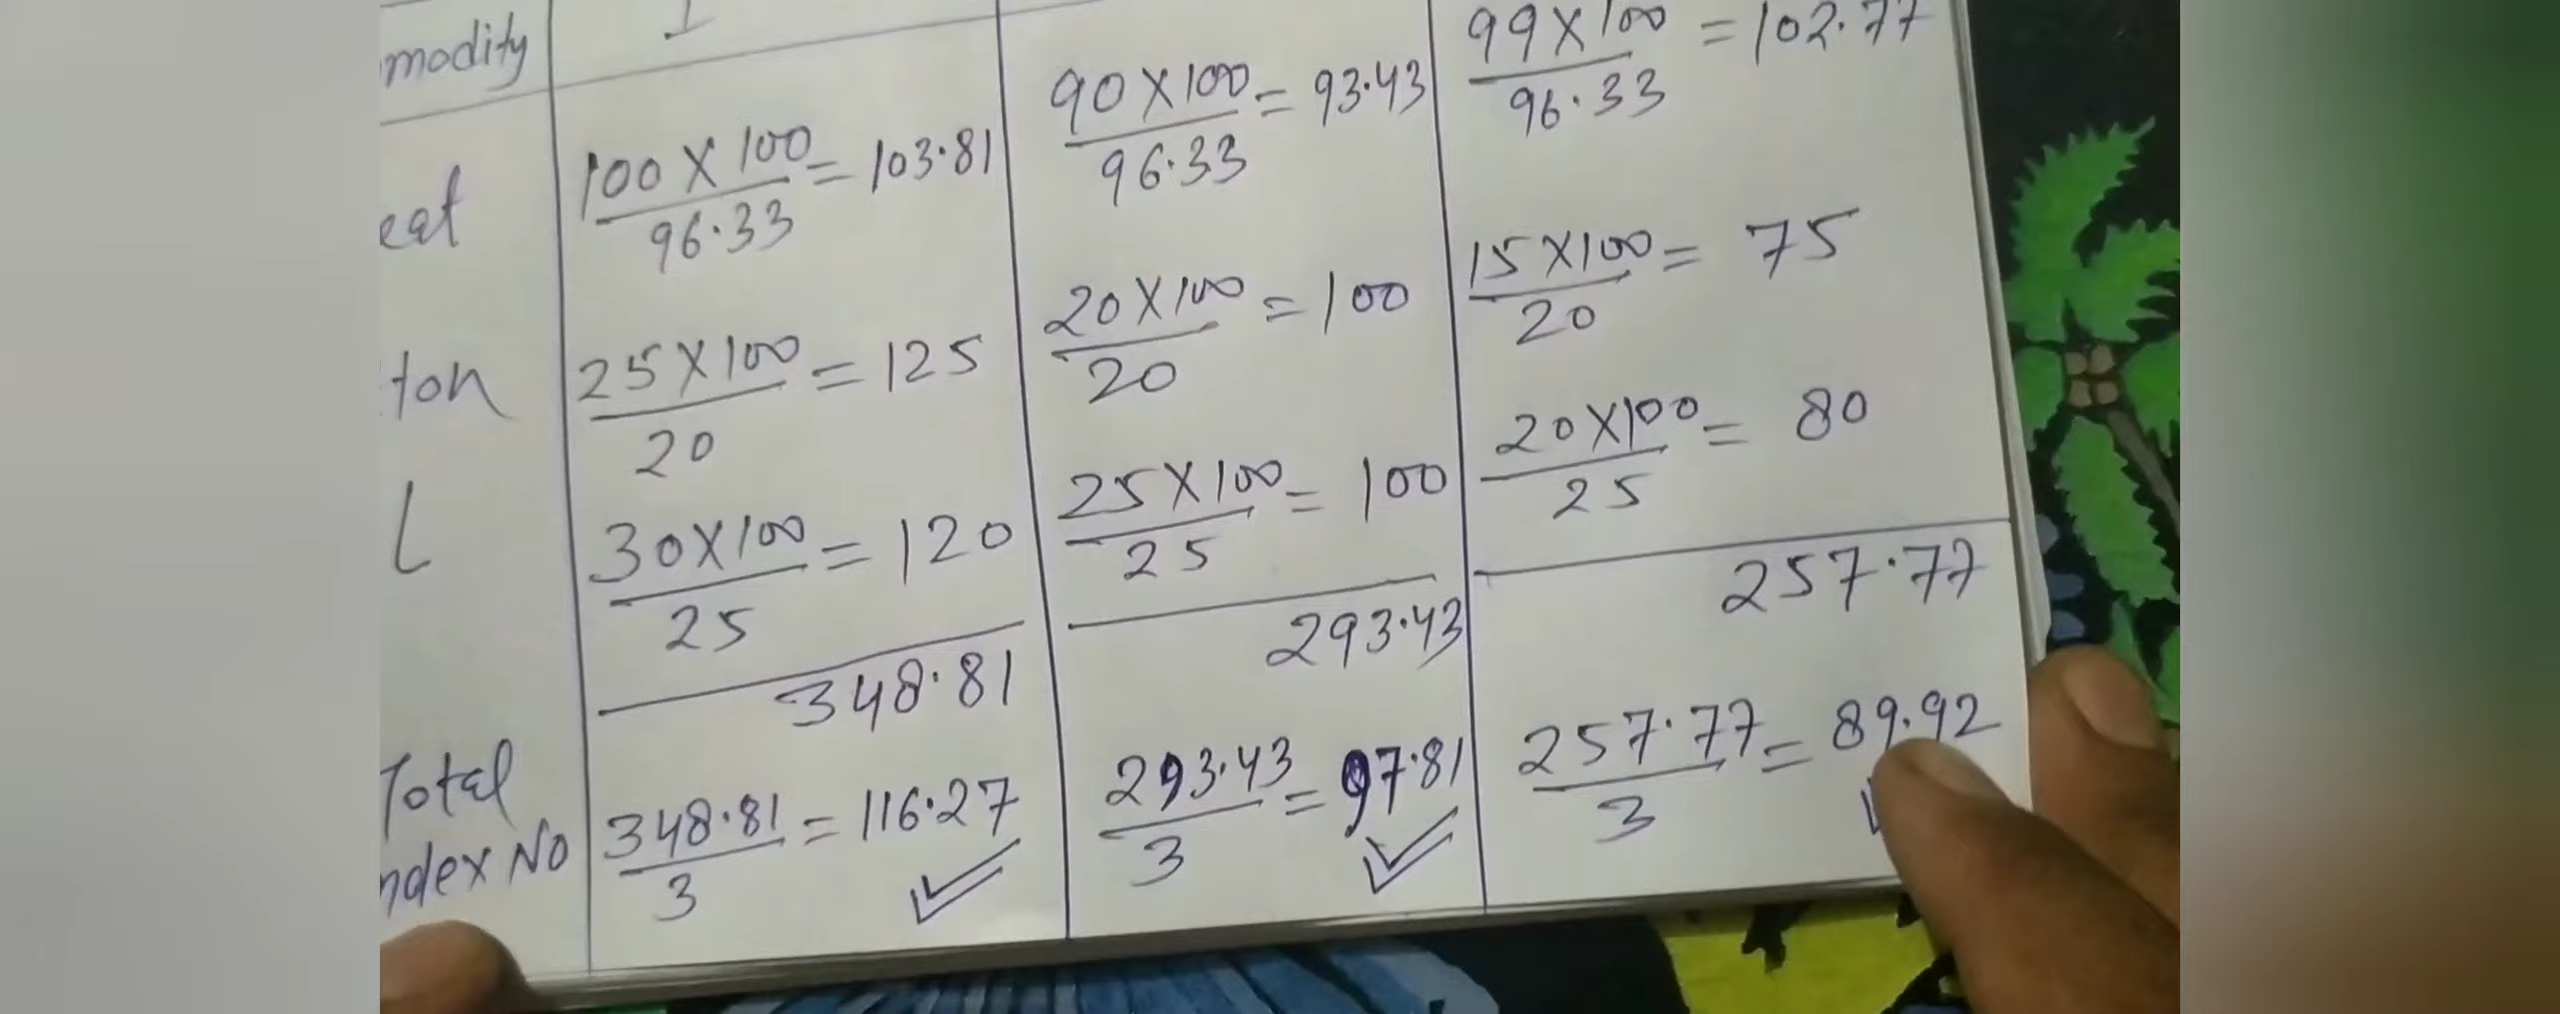 modity I
99 X 100 = 102.77
96.33
90 X 100 = 93.43
96.33
eat 100 X 100 = 103.81
96.33
15 X 100 = 75
20
20 X 100 = 100
20
ton 25 X 100 = 125
20
20 X 100 = 80
25
25 X 100 = 100
25
L 30 X 100 = 120
25
348.81 293.43 257.77
Total
ndex No 348.81 = 116.27 293.43 = 97.81 257.77 = 89.92
3 3 3